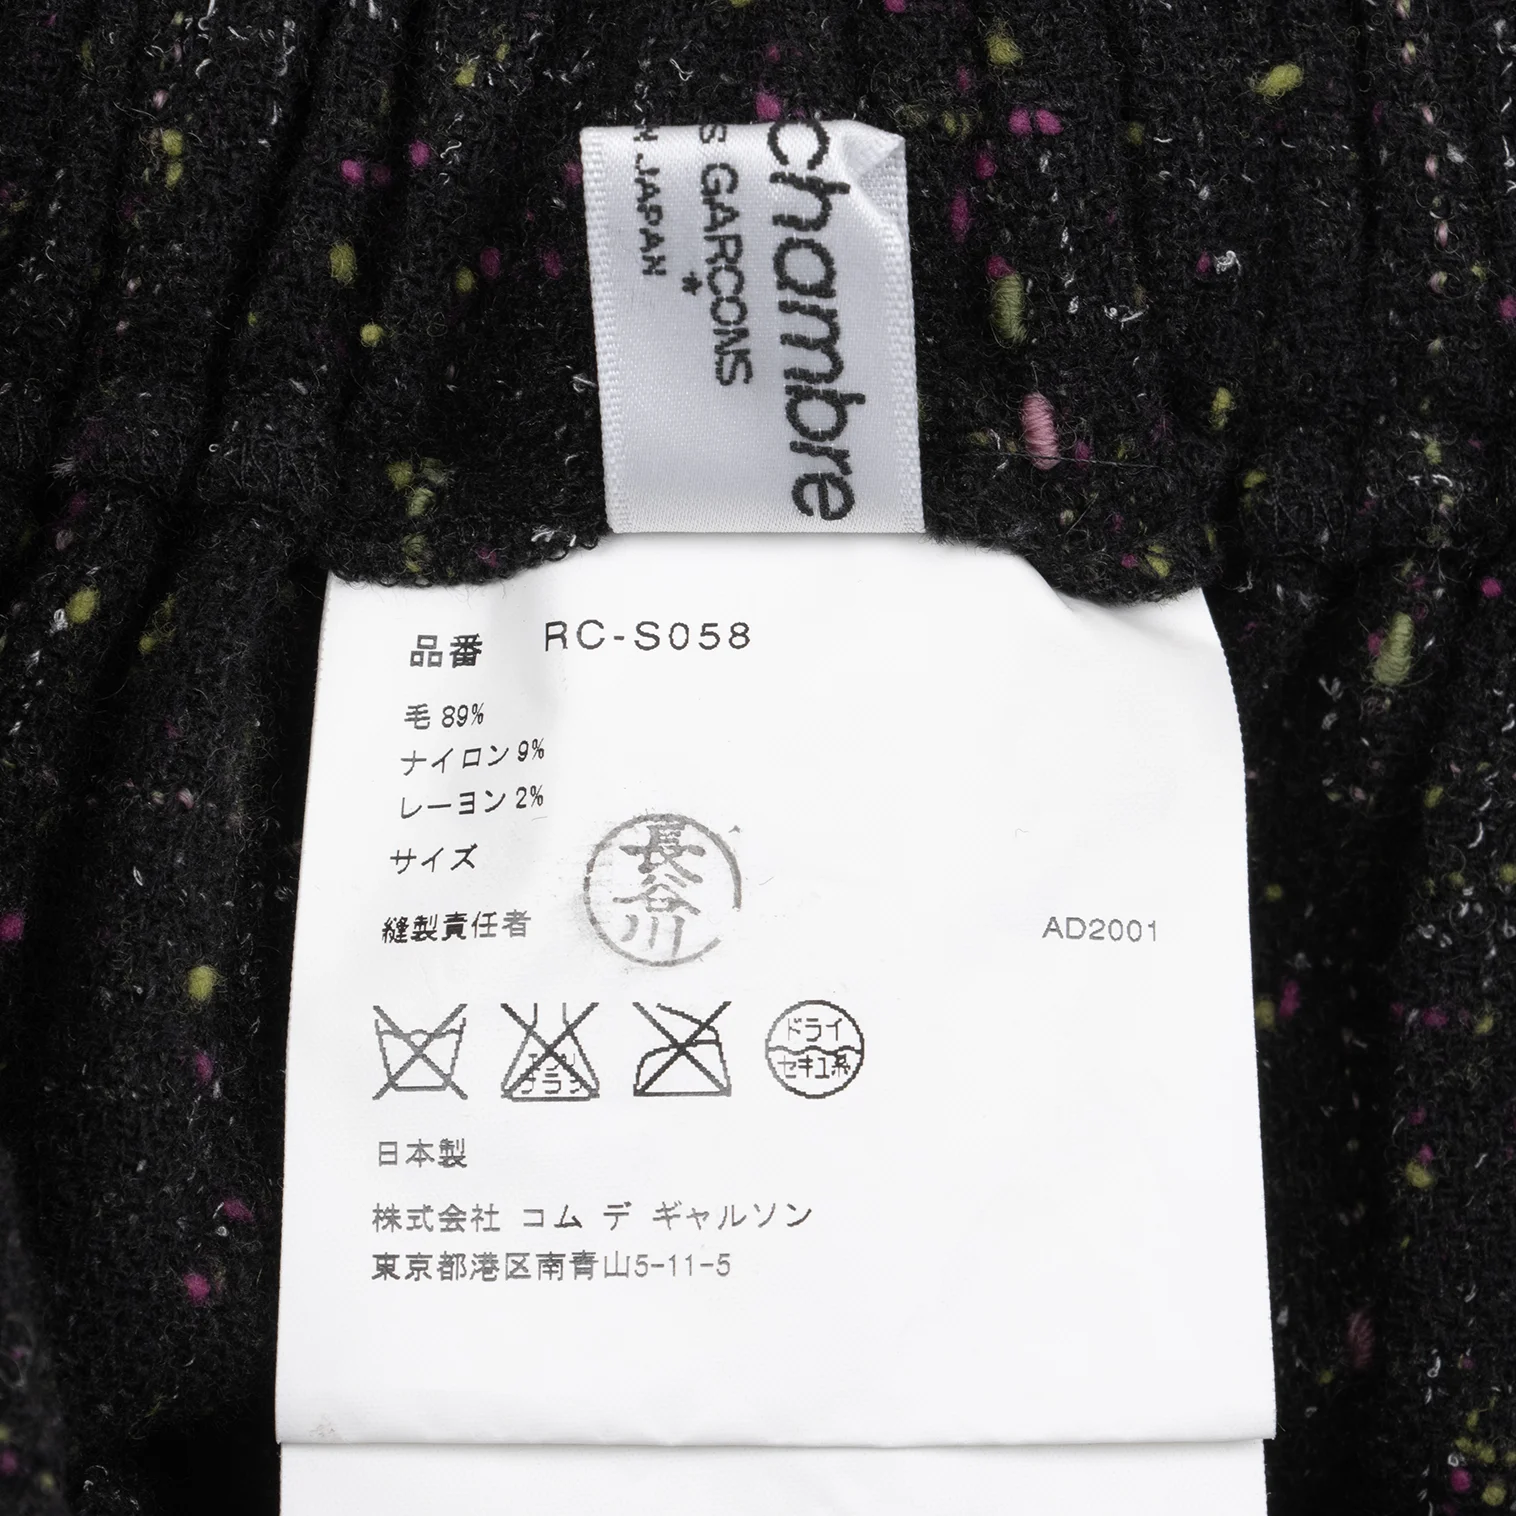 chambre
S GARÇONS
N JAPAN
品番 RC-S058
毛 89%
ナイロン 9%
レーヨン 2%
サイズ
縫製責任者
長谷川
AD2001
ドライ
セキユ系
日本製
株式会社 コム デ ギャルソン
東京都港区南青山5-11-5